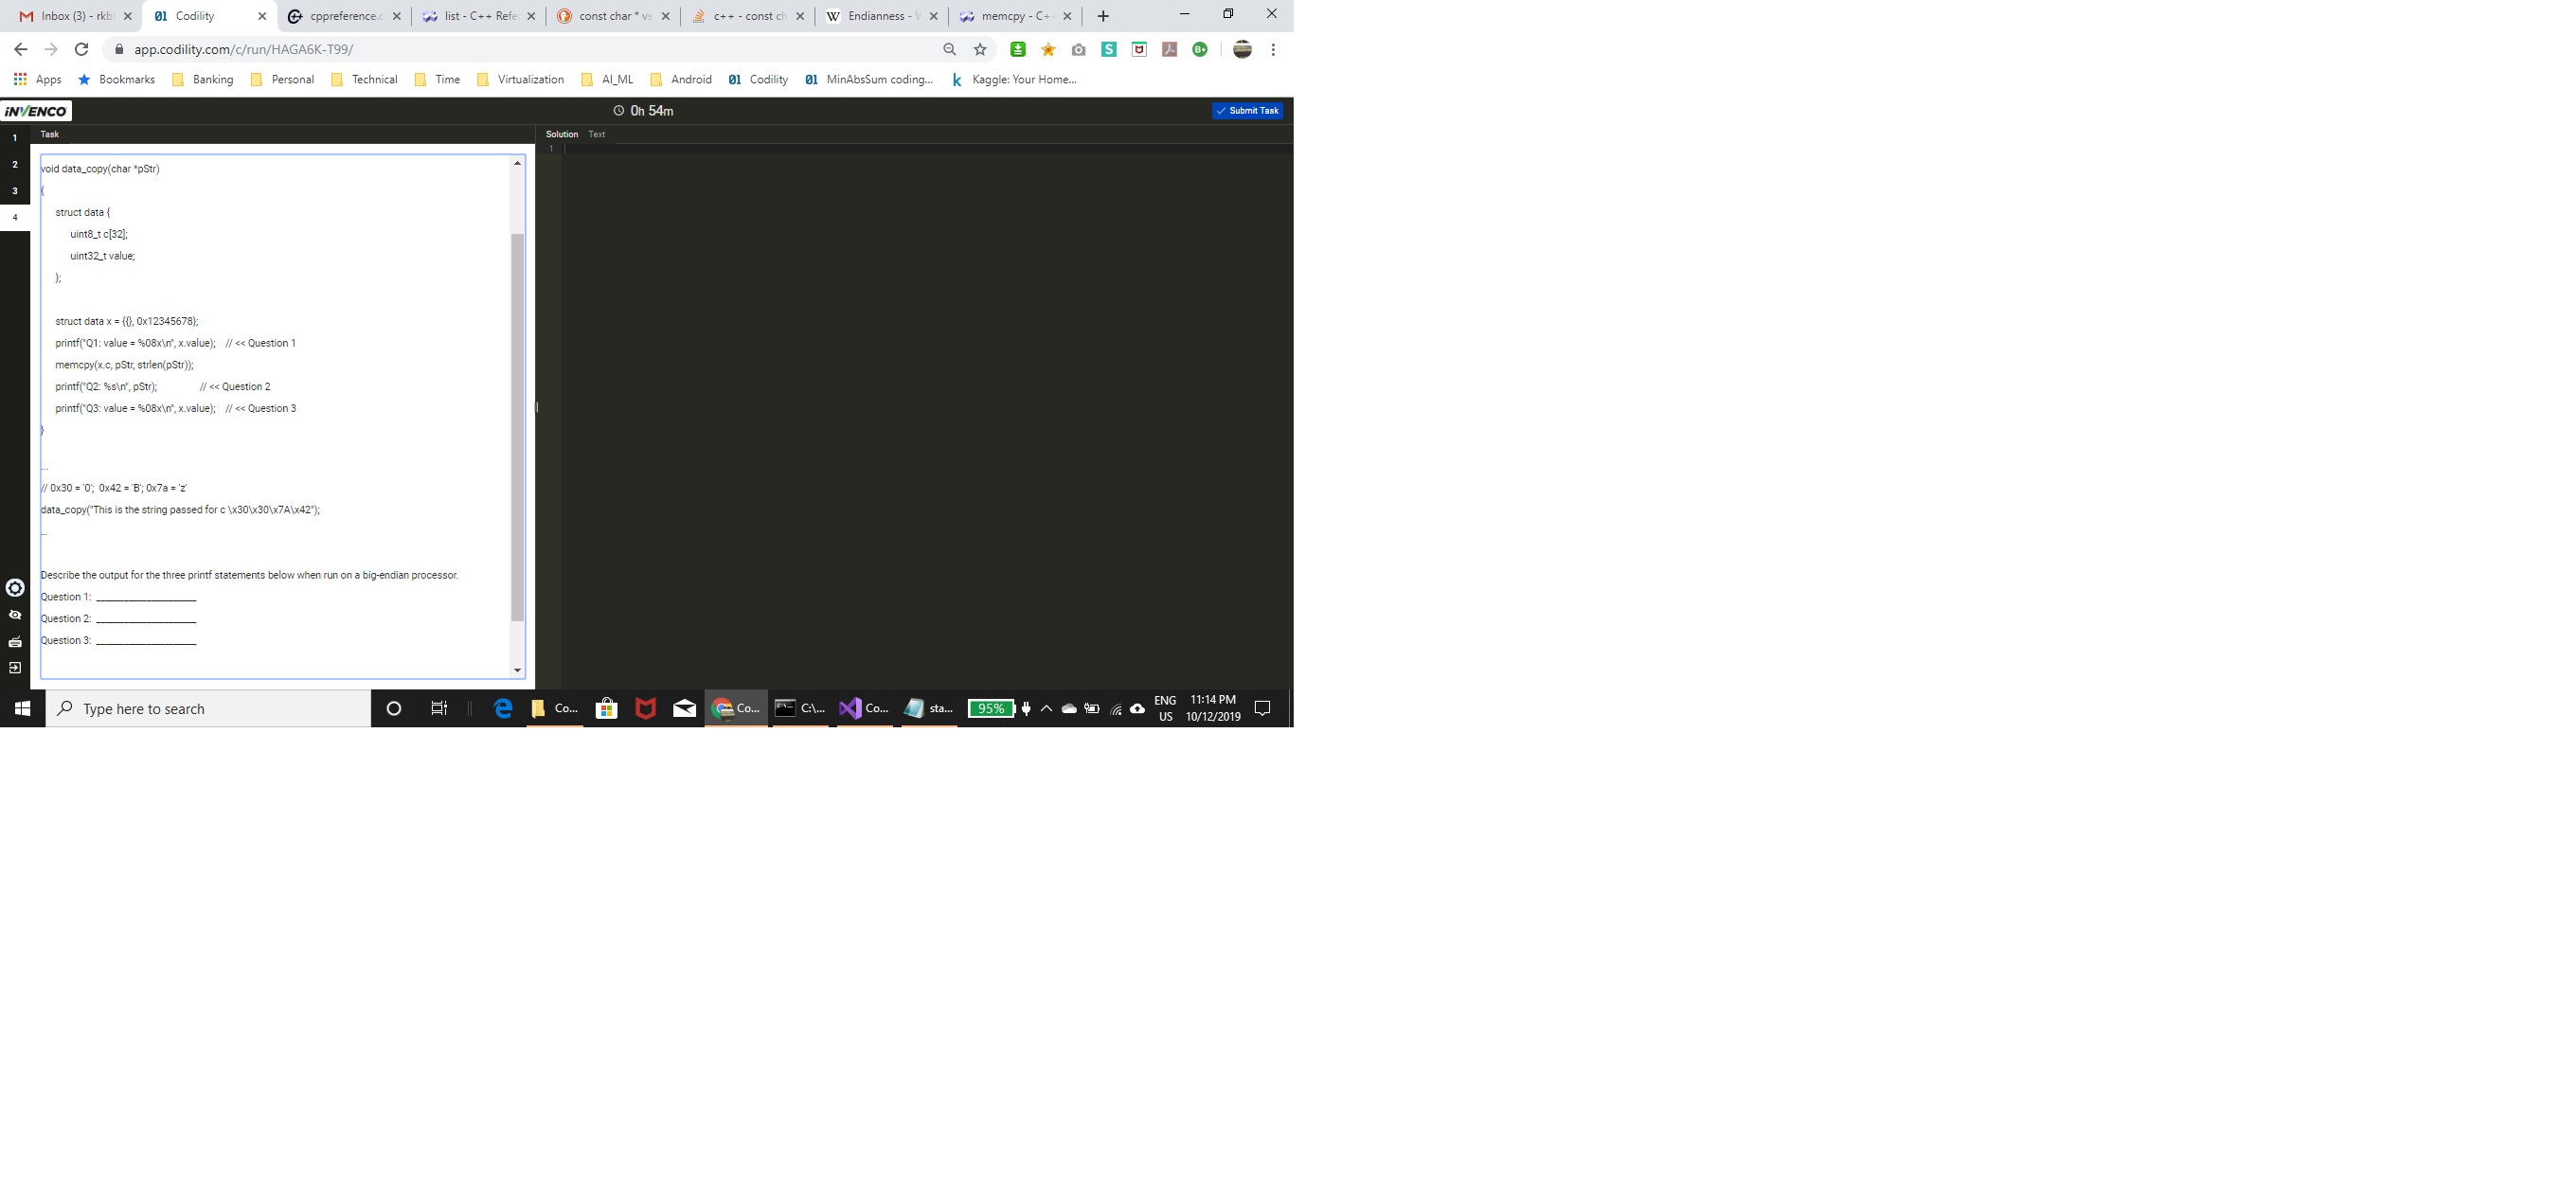 Inbox (3) - rkb
Codility
cppreference.c
list - C++ Refe
const char * vs
c++ - const ch
Endianness - W
memcpy - C+
app.codility.com/c/run/HAGA6K-T99/
Apps
Bookmarks
Banking
Personal
Technical
Time
Virtualization
AI_ML
Android
Codility
MinAbsSum coding...
Kaggle: Your Home...
iNVENCO
0h 54m
Submit Task
1
2
3
4
Task
Solution Text
1
void data_copy(char *pStr)
{
struct data {
uint8_t c[32];
uint32_t value;
};
struct data x = {{}, 0x12345678};
printf("Q1: value = %08x\n", x.value); // << Question 1
memcpy(x.c, pStr, strlen(pStr));
printf("Q2: %s\n", pStr); // << Question 2
printf("Q3: value = %08x\n", x.value); // << Question 3
}
...
// 0x30 = '0'; 0x42 = 'B'; 0x7a = 'z'
data_copy("This is the string passed for c \x30\x30\x7A\x42");
...
Describe the output for the three printf statements below when run on a big-endian processor.
Question 1: ____________________
Question 2: ____________________
Question 3: ____________________
Type here to search
Co...
Co...
C:\...
Co...
sta...
95%
ENG
US
11:14 PM
10/12/2019